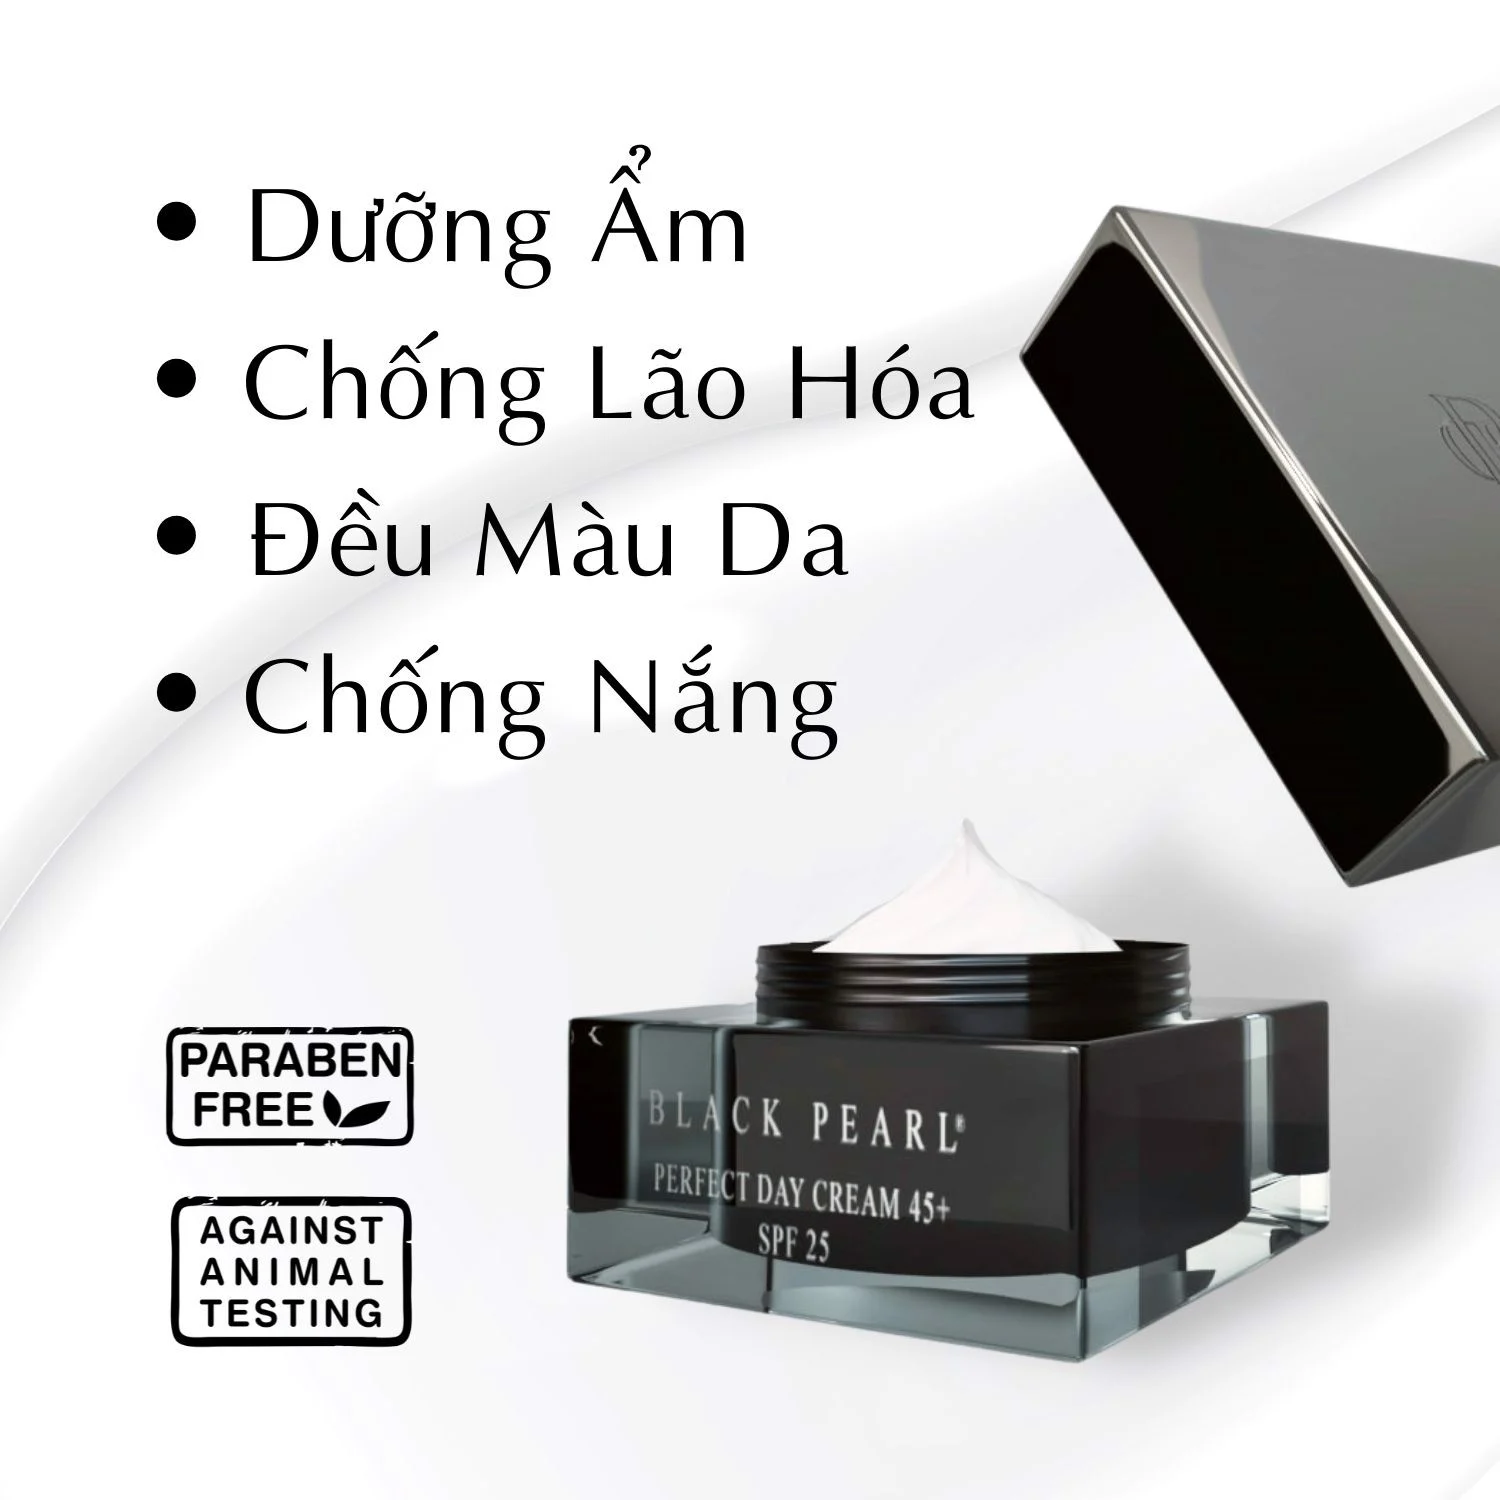 • Dưỡng Ẩm
• Chống Lão Hóa
• Đều Màu Da
• Chống Nắng
PARABEN
FREE
AGAINST
ANIMAL
TESTING
BLACK PEARL®
PERFECT DAY CREAM 45+
SPF 25